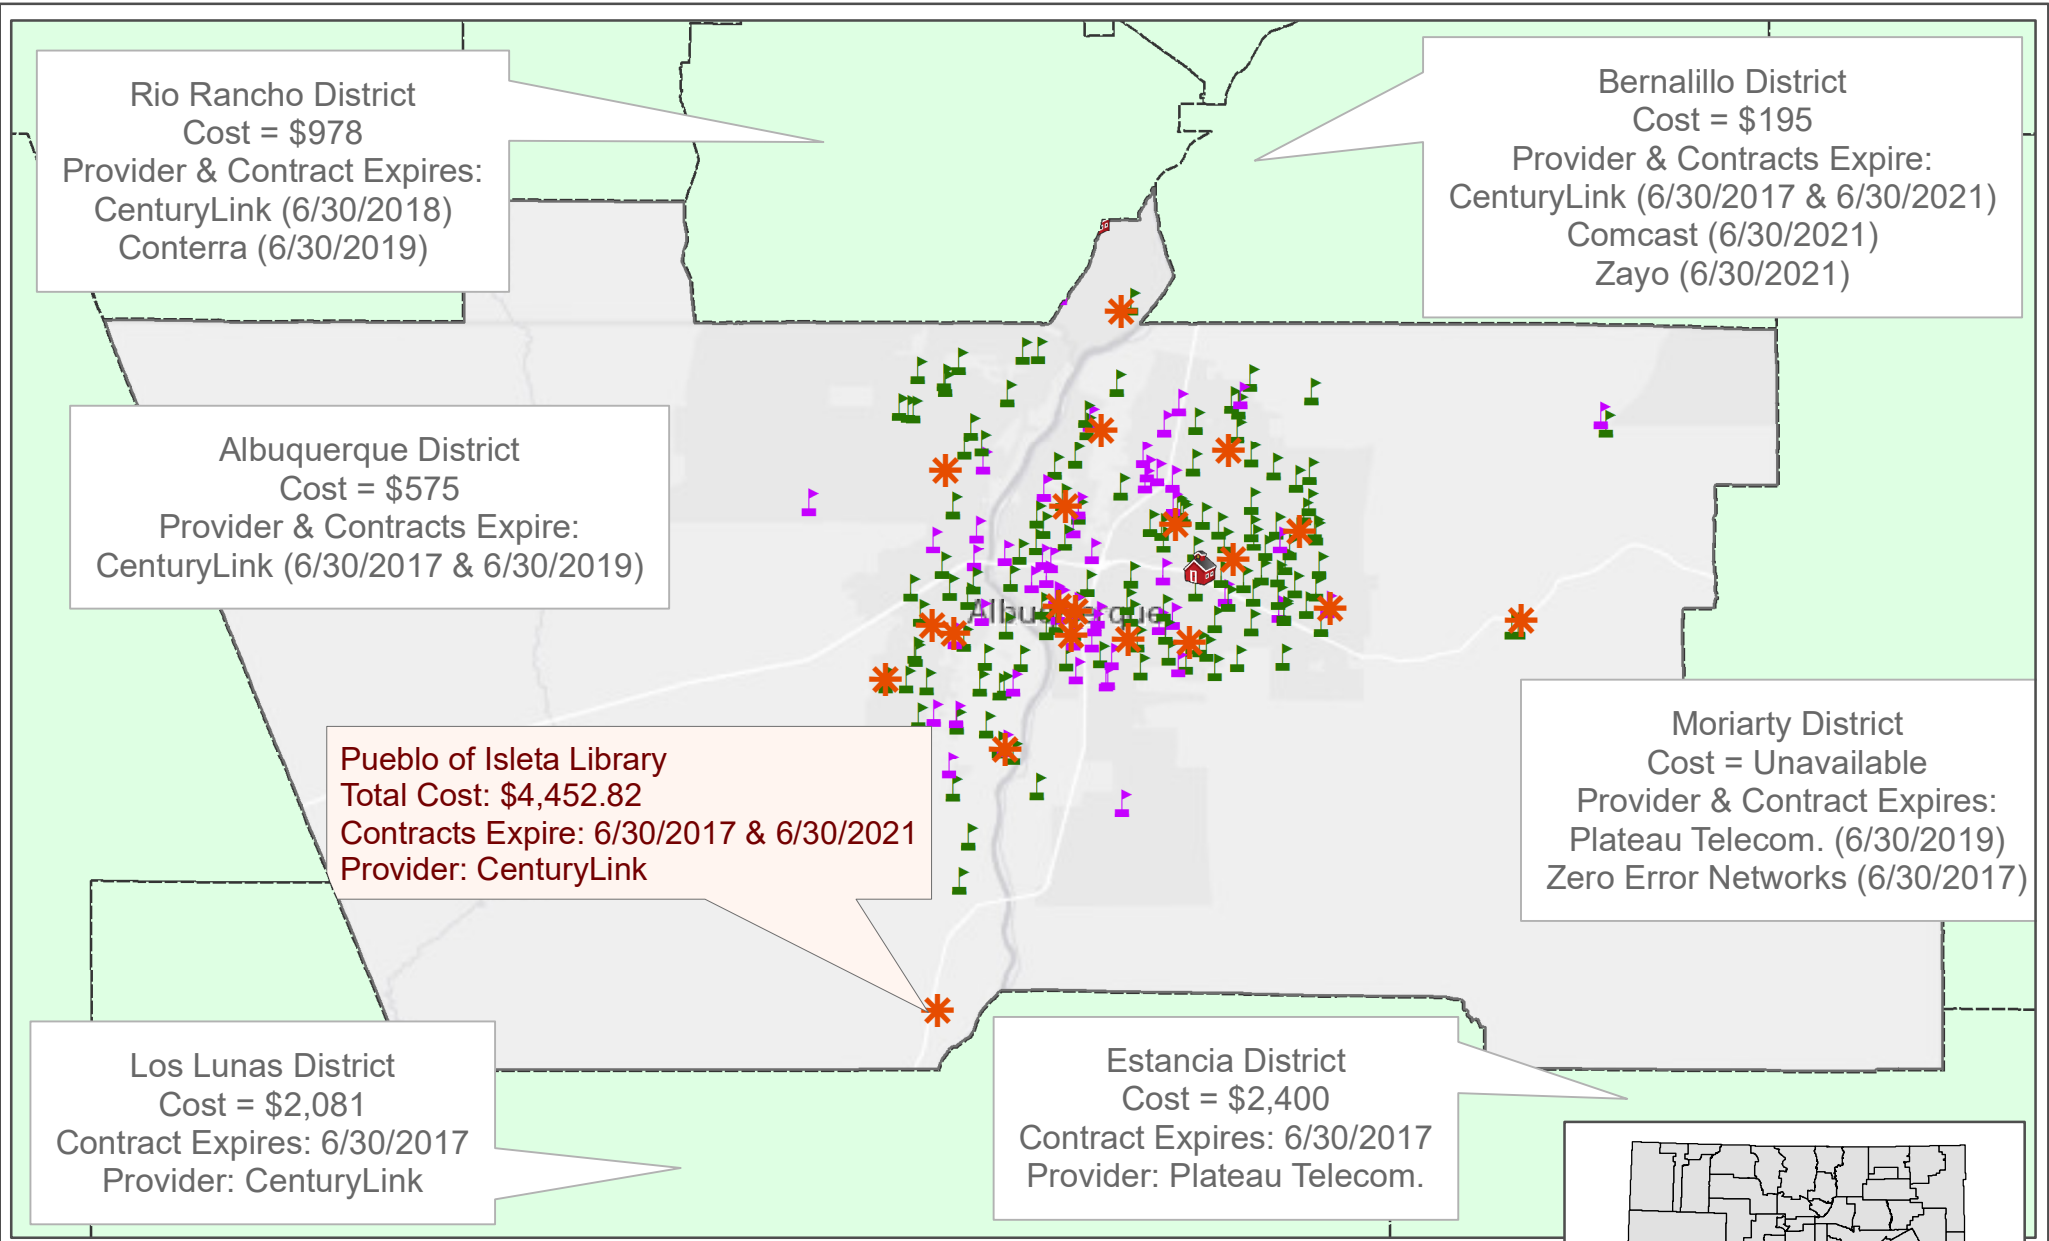 Rio Rancho District
Cost = $978
Provider & Contract Expires:
CenturyLink (6/30/2018)
Conterra (6/30/2019)
Bernalillo District
Cost = $195
Provider & Contracts Expire:
CenturyLink (6/30/2017 & 6/30/2021)
Comcast (6/30/2021)
Zayo (6/30/2021)
Albuquerque District
Cost = $575
Provider & Contracts Expire:
CenturyLink (6/30/2017 & 6/30/2019)
Albuquerque
Pueblo of Isleta Library
Total Cost: $4,452.82
Contracts Expire: 6/30/2017 & 6/30/2021
Provider: CenturyLink
Moriarty District
Cost = Unavailable
Provider & Contract Expires:
Plateau Telecom. (6/30/2019)
Zero Error Networks (6/30/2017)
Los Lunas District
Cost = $2,081
Contract Expires: 6/30/2017
Provider: CenturyLink
Estancia District
Cost = $2,400
Contract Expires: 6/30/2017
Provider: Plateau Telecom.